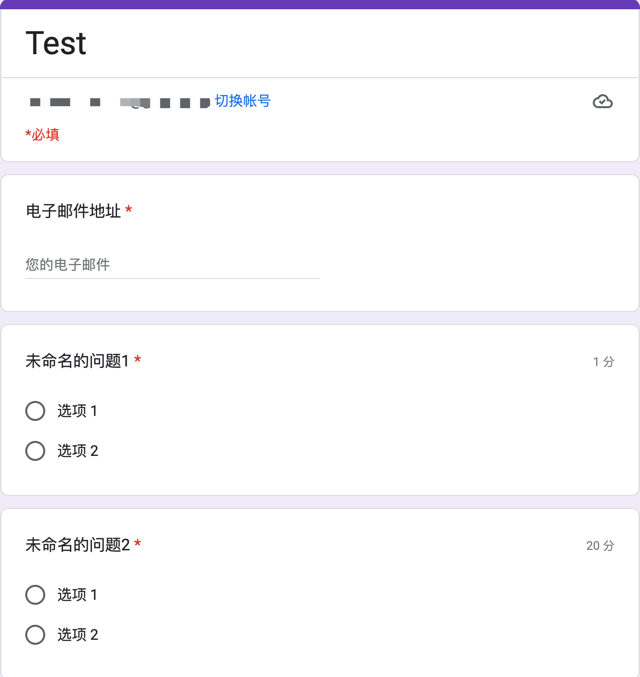 Test
切换帐号
*必填
电子邮件地址 *
您的电子邮件
未命名的问题1 *
1 分
选项 1
选项 2
未命名的问题2 *
20 分
选项 1
选项 2